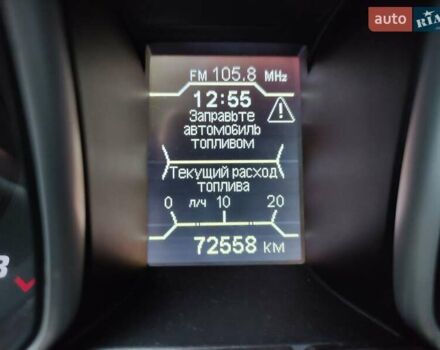 auto RIA
FM 105.8 MHz
12:55
Заправьте
автомобиль
топливом
Текущий расход
топлива
0 л/ч 10 20
72558 км